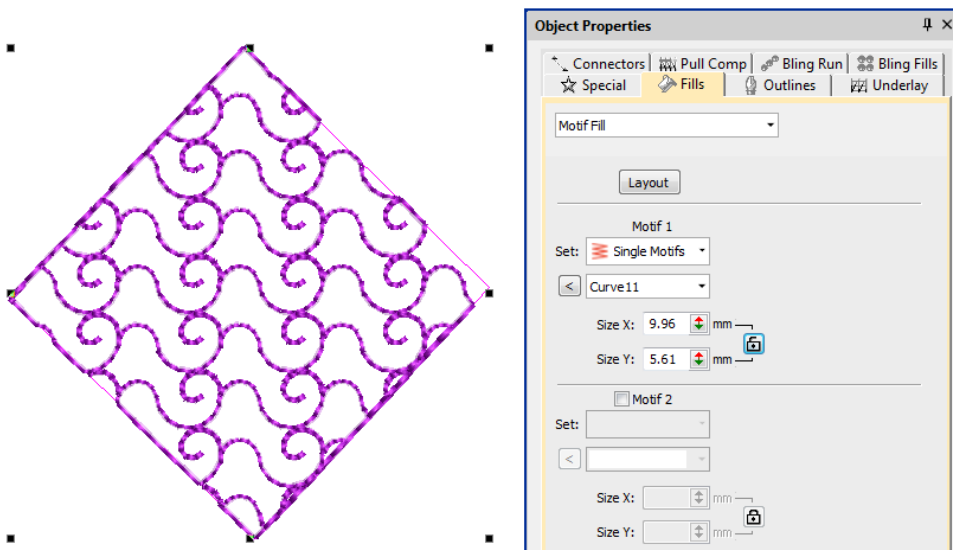 Object Properties
Connectors Pull Comp Bling Run Bling Fills
Special Fills Outlines Underlay
Motif Fill
Layout
Motif 1
Set: Single Motifs
< Curve11
Size X: 9.96 mm
Size Y: 5.61 mm
Motif 2
Set:
<
Size X: mm
Size Y: mm